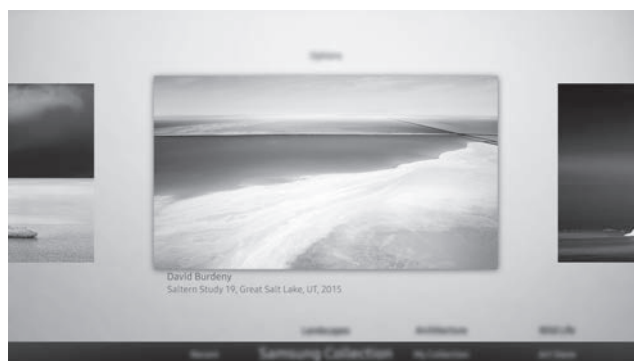 Options
David Burdeny
Saltern Study 19, Great Salt Lake, UT, 2015
Landscapes
Architecture
Wild Life
Samsung Collection
My Collection